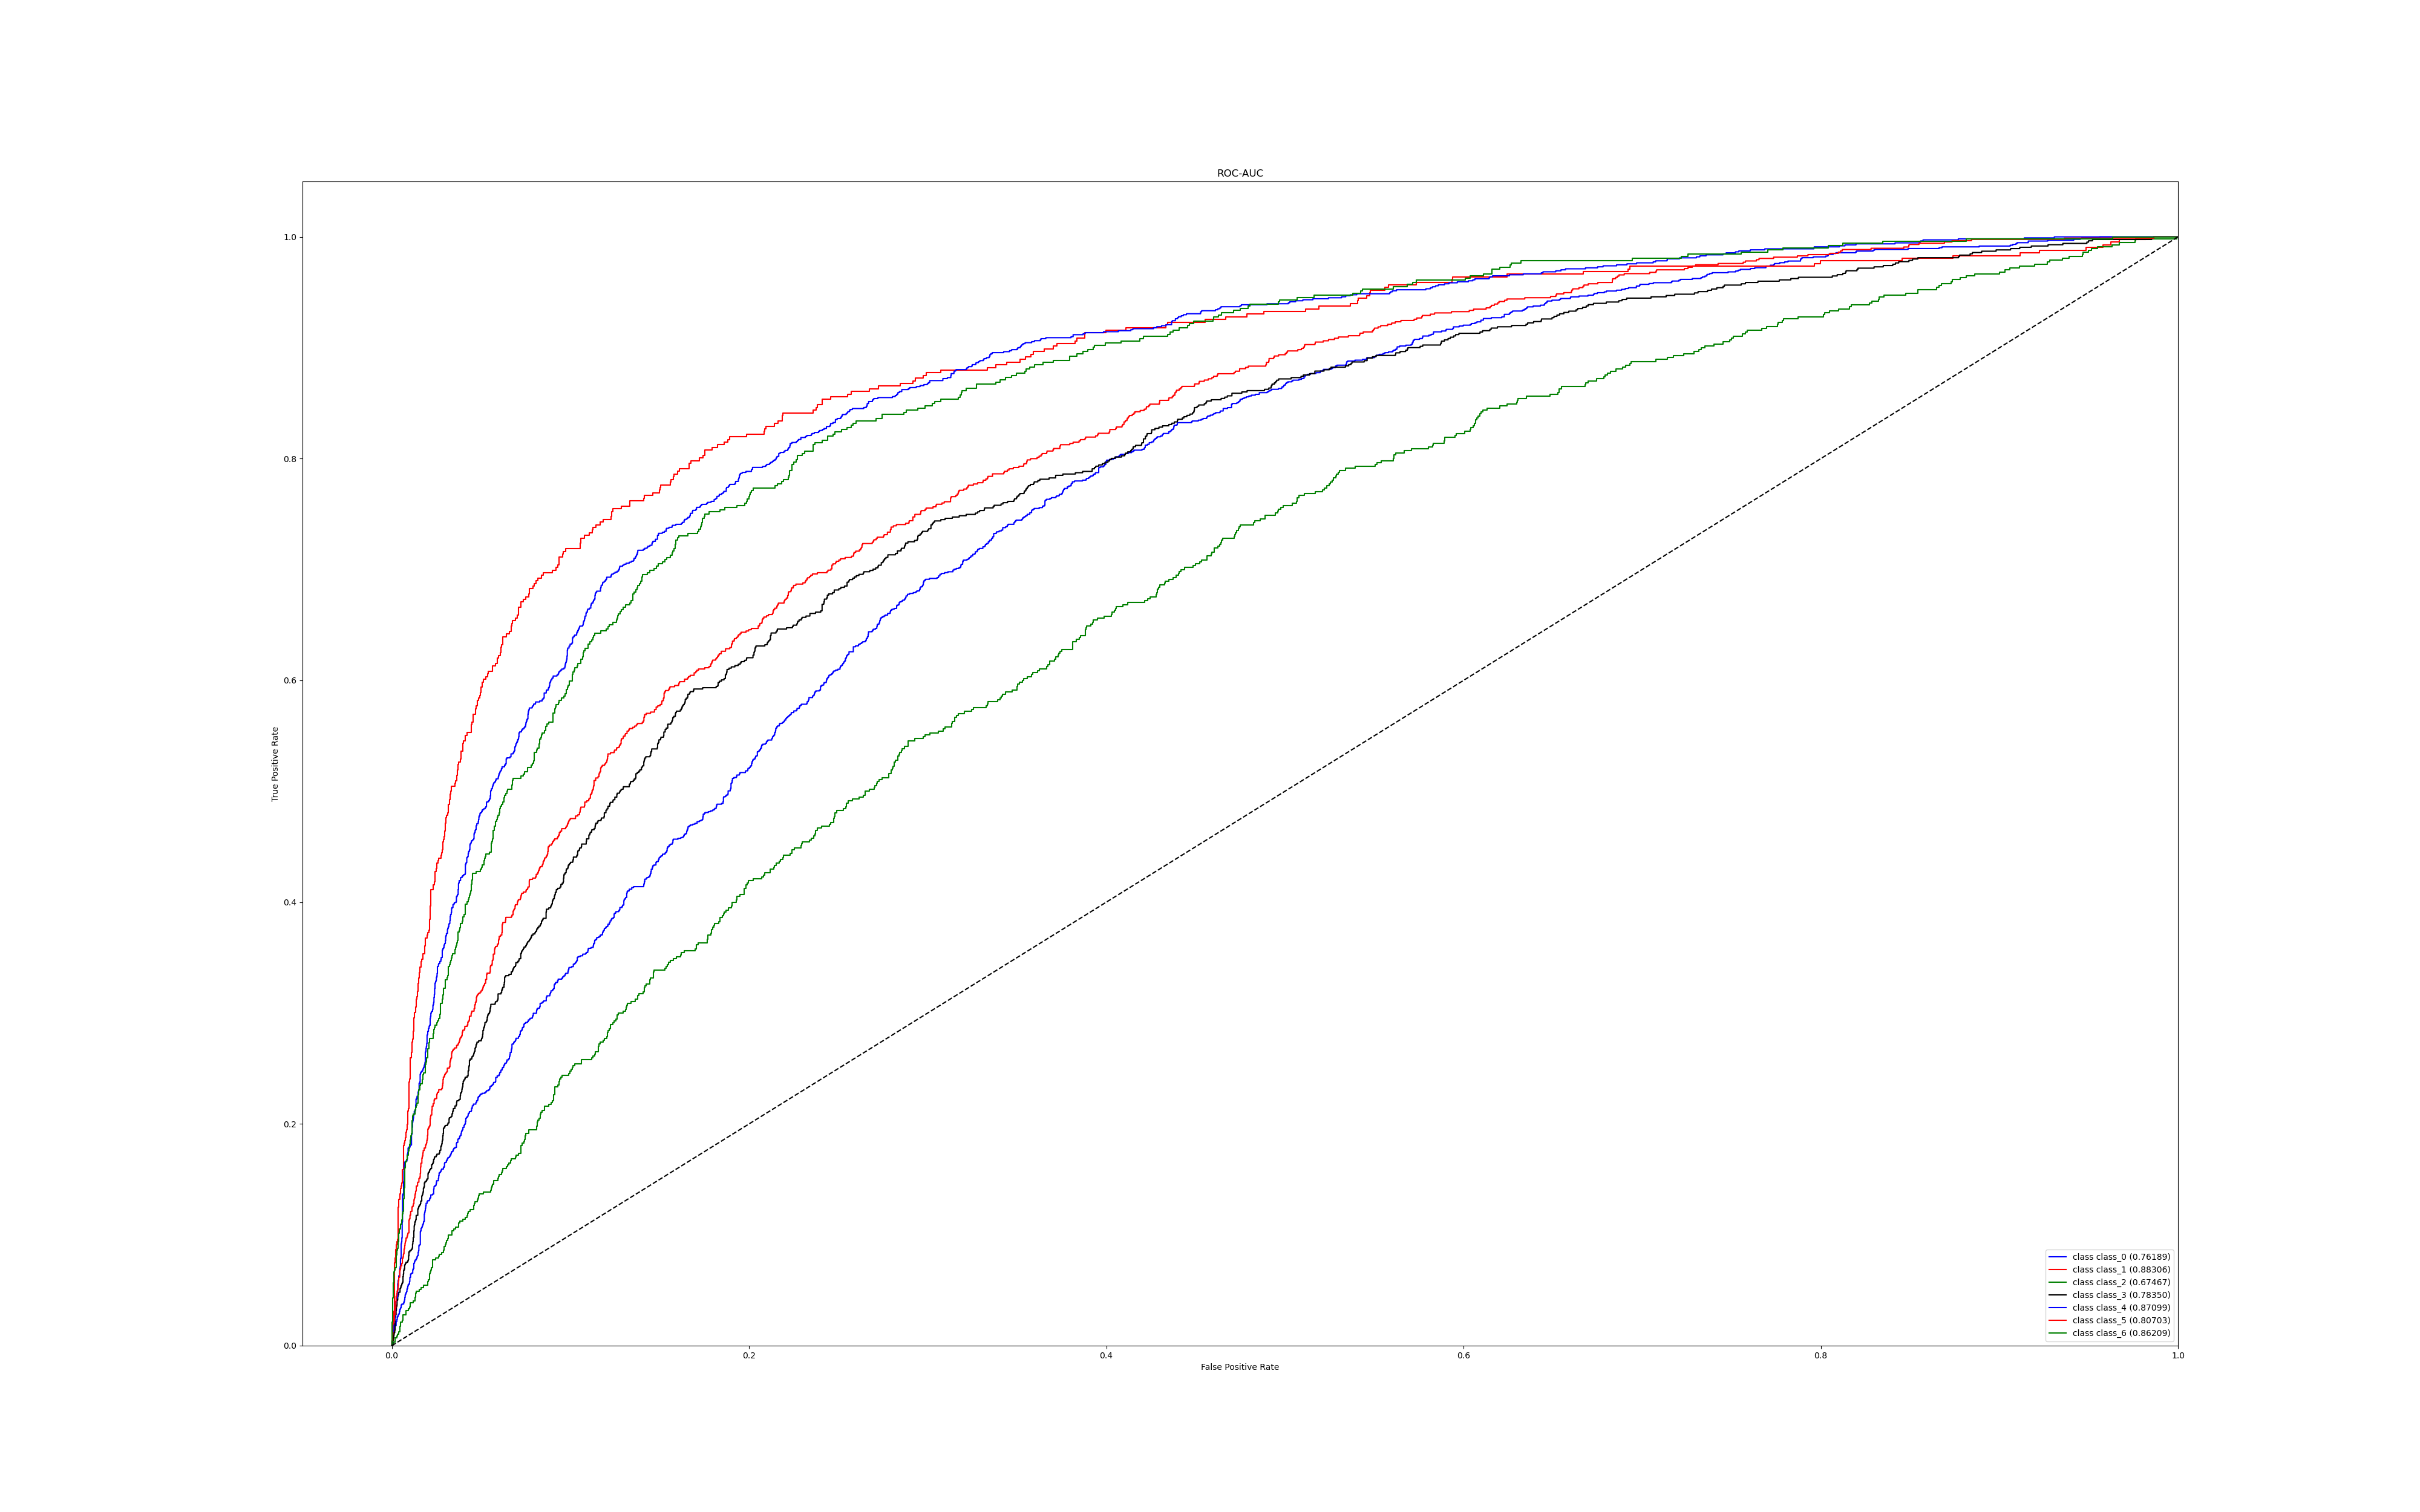 ROC-AUC
1.0
0.8
0.6
0.4
0.2
0.0
True Positive Rate
0.0 0.2 0.4 0.6 0.8 1.0
False Positive Rate
class class_0 (0.76189)
class class_1 (0.88306)
class class_2 (0.67467)
class class_3 (0.78350)
class class_4 (0.87099)
class class_5 (0.80703)
class class_6 (0.86209)